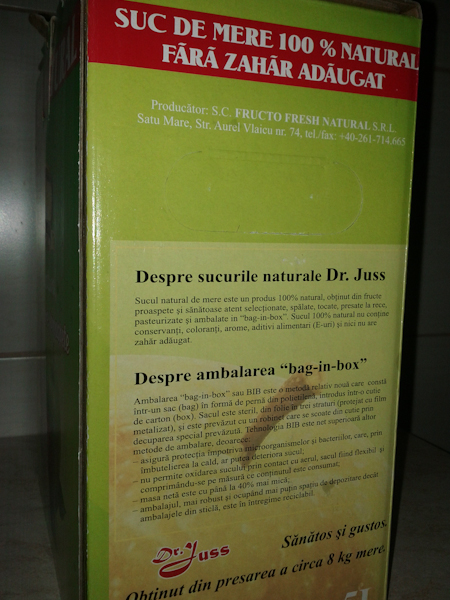 SUC DE MERE 100 % NATURAL
FĂRĂ ZAHĂR ADĂUGAT
Producător: S.C. FRUCTO FRESH NATURAL S.R.L.
Satu Mare, Str. Aurel Vlaicu nr. 74, tel./fax: +40-261-714.665
Despre sucurile naturale Dr. Juss
Sucul natural de mere este un produs 100% natural, obținut din fructe
proaspete și sănătoase atent selecționate, spălate, tocate, presate la rece,
pasteurizate și ambalate în "bag-in-box". Sucul 100% natural nu conține
conservanți, coloranți, arome, aditivi alimentari (E-uri) și nici nu are
zahăr adăugat.
Despre ambalarea "bag-in-box"
Ambalarea "bag-in-box" sau BIB este o metodă relativ nouă care constă
într-un sac (bag) în formă de pernă din polietilenă, introdus într-o cutie
de carton (box). Sacul este steril, din folie în trei straturi (protejat cu film
metalizat), și este prevăzut cu un robinet care se scoate din cutie prin
decuparea special prevăzută. Tehnologia BIB este net superioară altor
metode de ambalare, deoarece:
- asigură protecția împotriva microorganismelor și bacteriilor, care, prin
îmbutelierea la cald, ar putea deteriora sucul;
- nu permite oxidarea sucului prin contact cu aerul, sacul fiind flexibil și
comprimându-se pe măsură ce conținutul este consumat;
- masa netă este cu până la 40% mai mică;
- ambalajul, mai robust și ocupând mai puțin spațiu de depozitare decât
ambalajele din sticlă, este în întregime reciclabil.
Dr. Juss
Sănătos și gustos.
Obținut din presarea a circa 8 kg mere.
5L